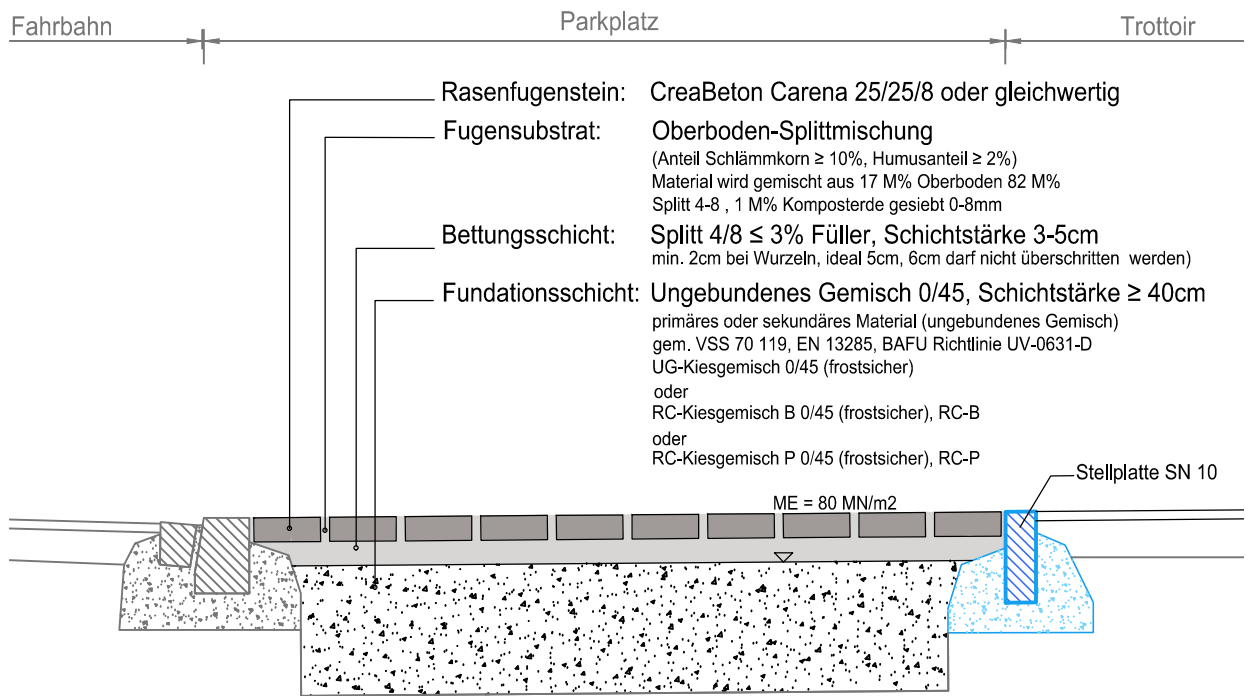 Fahrbahn Parkplatz Trottoir
Rasenfugenstein: CreaBeton Carena 25/25/8 oder gleichwertig
Fugensubstrat: Oberboden-Splittmischung
(Anteil Schlämmkorn ≥ 10%, Humusanteil ≥ 2%)
Material wird gemischt aus 17 M% Oberboden 82 M%
Splitt 4-8 , 1 M% Komposterde gesiebt 0-8mm
Bettungsschicht: Splitt 4/8 ≤ 3% Füller, Schichtstärke 3-5cm
min. 2cm bei Wurzeln, ideal 5cm, 6cm darf nicht überschritten werden)
Fundationsschicht: Ungebundenes Gemisch 0/45, Schichtstärke ≥ 40cm
primäres oder sekundäres Material (ungebundenes Gemisch)
gem. VSS 70 119, EN 13285, BAFU Richtlinie UV-0631-D
UG-Kiesgemisch 0/45 (frostsicher)
oder
RC-Kiesgemisch B 0/45 (frostsicher), RC-B
oder
RC-Kiesgemisch P 0/45 (frostsicher), RC-P
Stellplatte SN 10
ME = 80 MN/m2